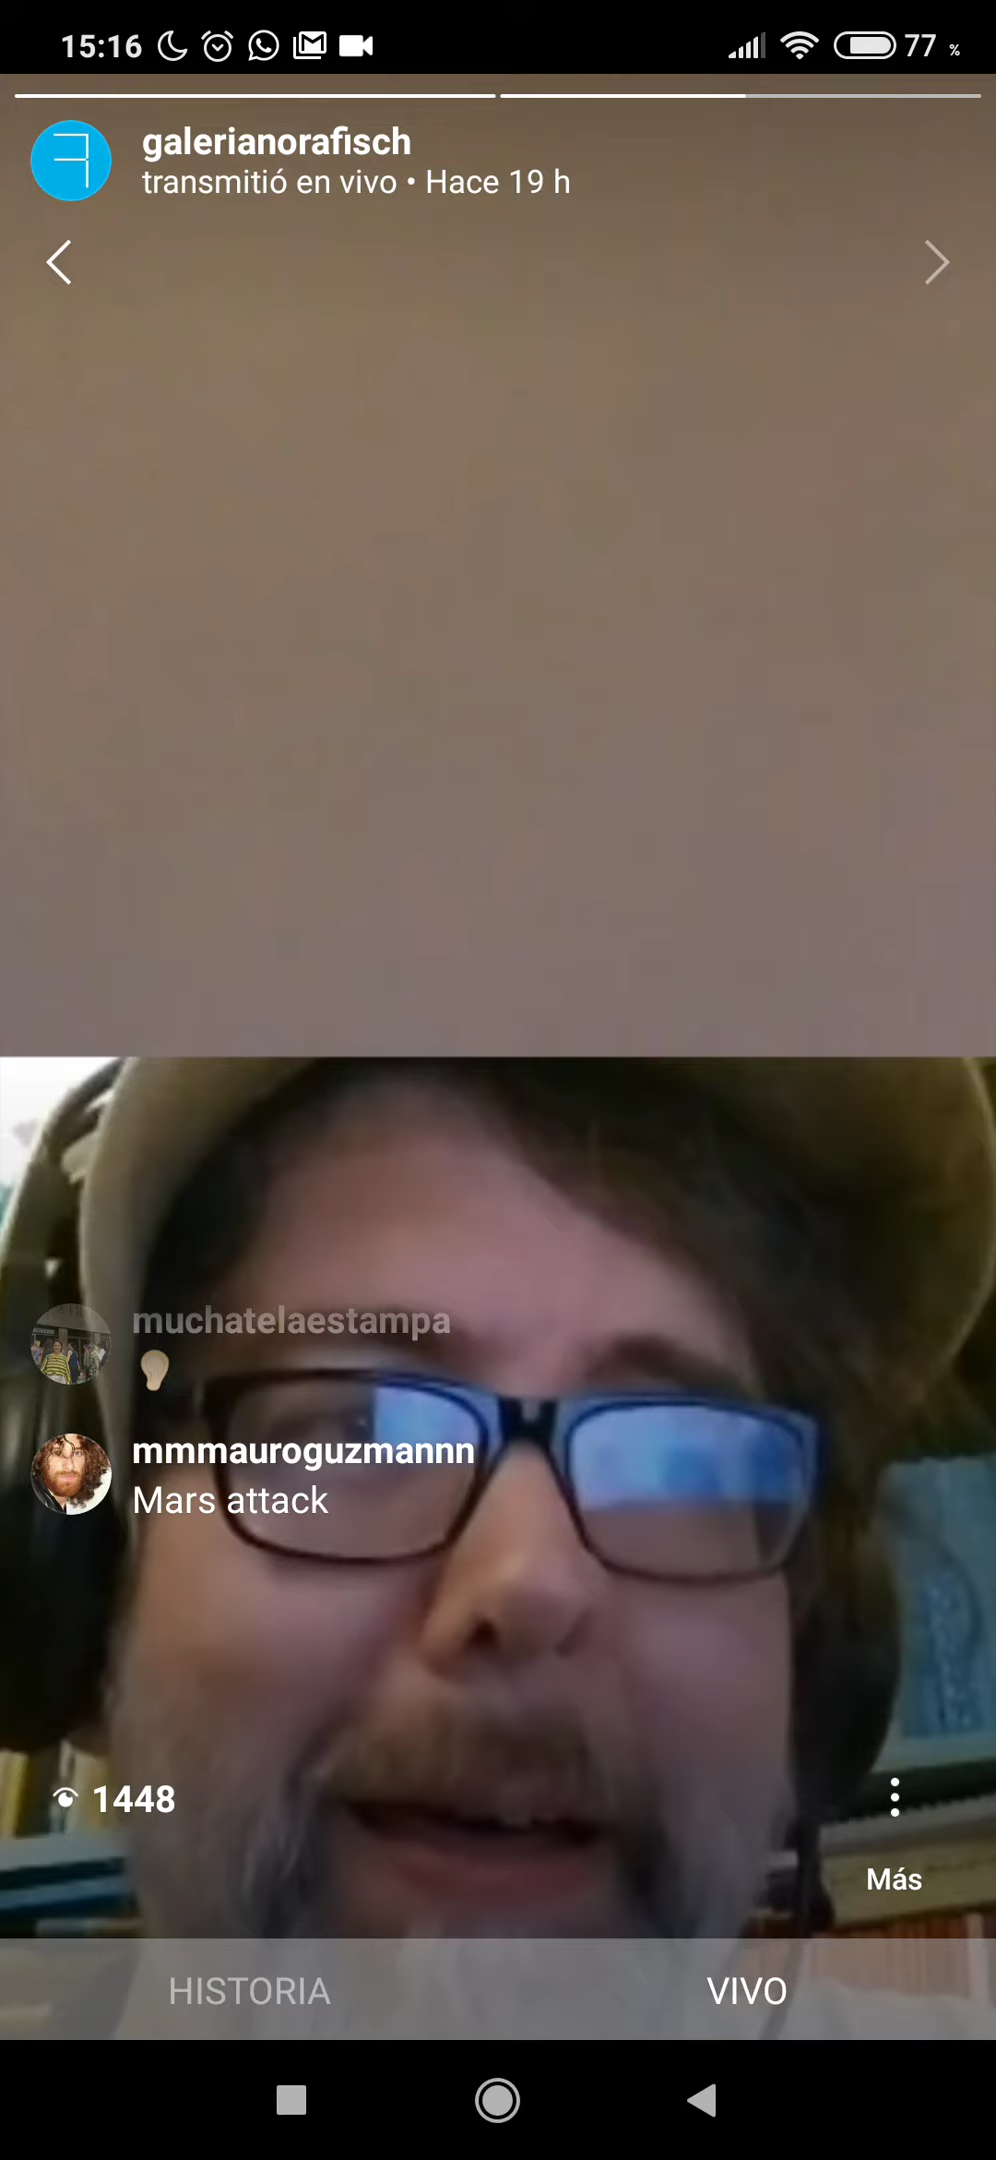 15:16
77 %
galerianorafisch
transmitió en vivo • Hace 19 h
muchatelaestampa
mmmauroguzmannn
Mars attack
1448
Más
HISTORIA
VIVO